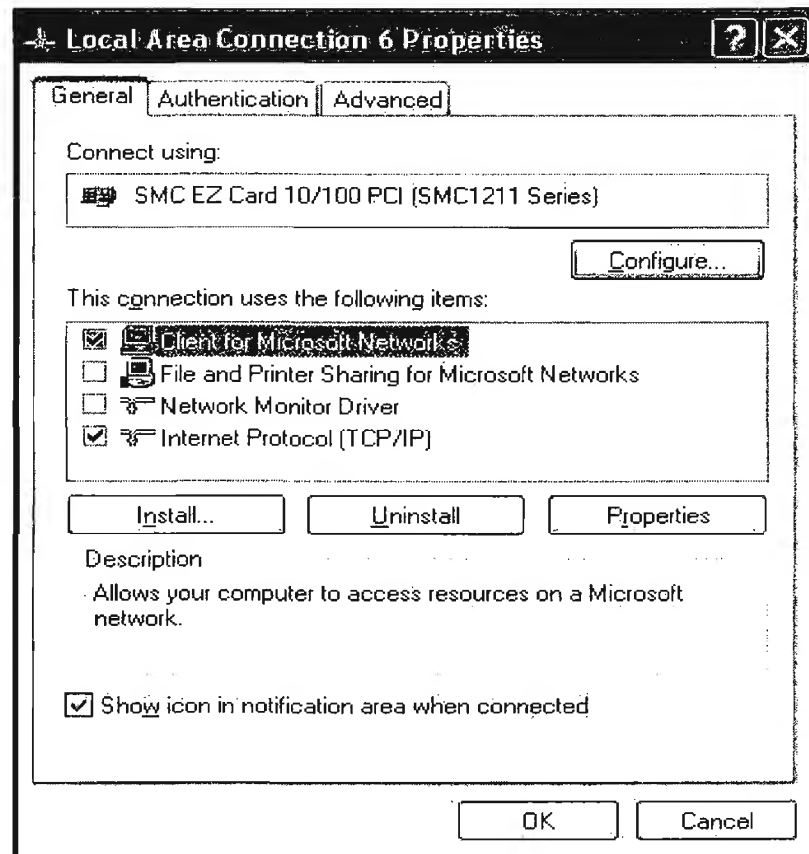 Local Area Connection 6 Properties
General Authentication Advanced
Connect using:
SMC EZ Card 10/100 PCI (SMC1211 Series)
Configure...
This connection uses the following items:
Client for Microsoft Networks
File and Printer Sharing for Microsoft Networks
Network Monitor Driver
Internet Protocol (TCP/IP)
Install... Uninstall Properties
Description
Allows your computer to access resources on a Microsoft
network.
Show icon in notification area when connected
OK Cancel